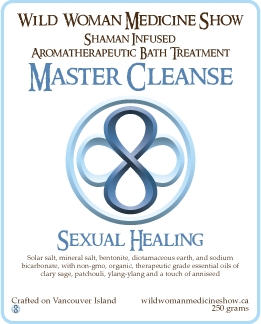 Wild Woman Medicine Show
Shaman Infused
Aromatherapeutic Bath Treatment
Master Cleanse
Sexual Healing
Solar salt, mineral salt, bentonite, diotamaceous earth, and sodium
bicarbonate, with non-gmo, organic, therapeutic grade essential oils of
clary sage, patchouli, ylang-ylang and a touch of anniseed
Crafted on Vancouver Island
wildwomanmedicineshow.ca
250 grams